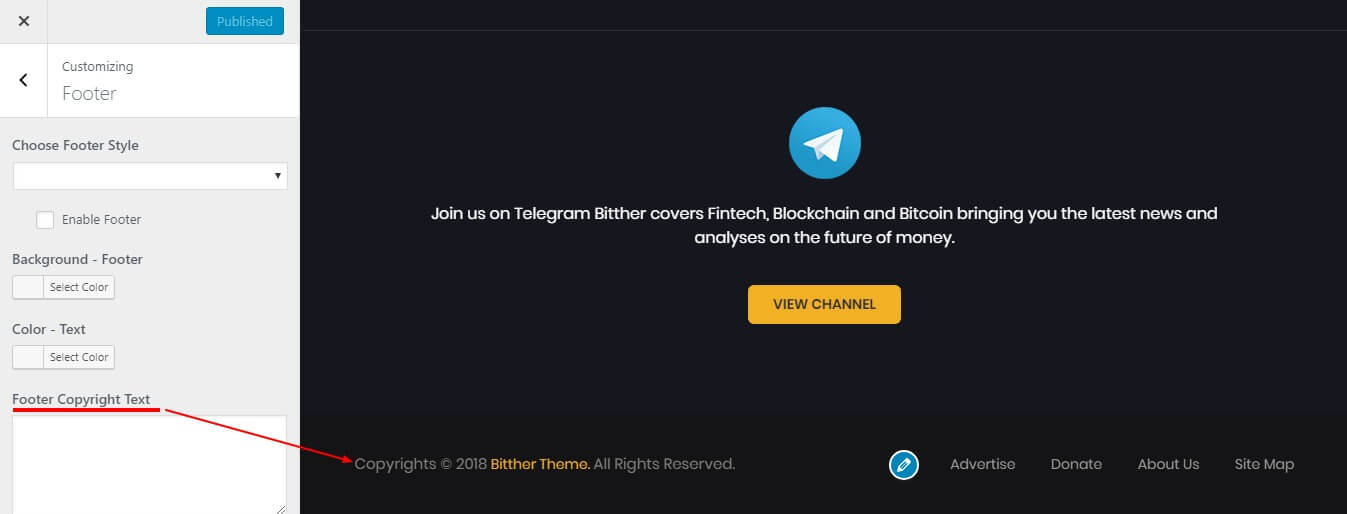 Published
Customizing
Footer
Choose Footer Style
Enable Footer
Background - Footer
Select Color
Color - Text
Select Color
Footer Copyright Text
Join us on Telegram Bitther covers Fintech, Blockchain and Bitcoin bringing you the latest news and
analyses on the future of money.
VIEW CHANNEL
Copyrights © 2018 Bitther Theme. All Rights Reserved.
Advertise
Donate
About Us
Site Map